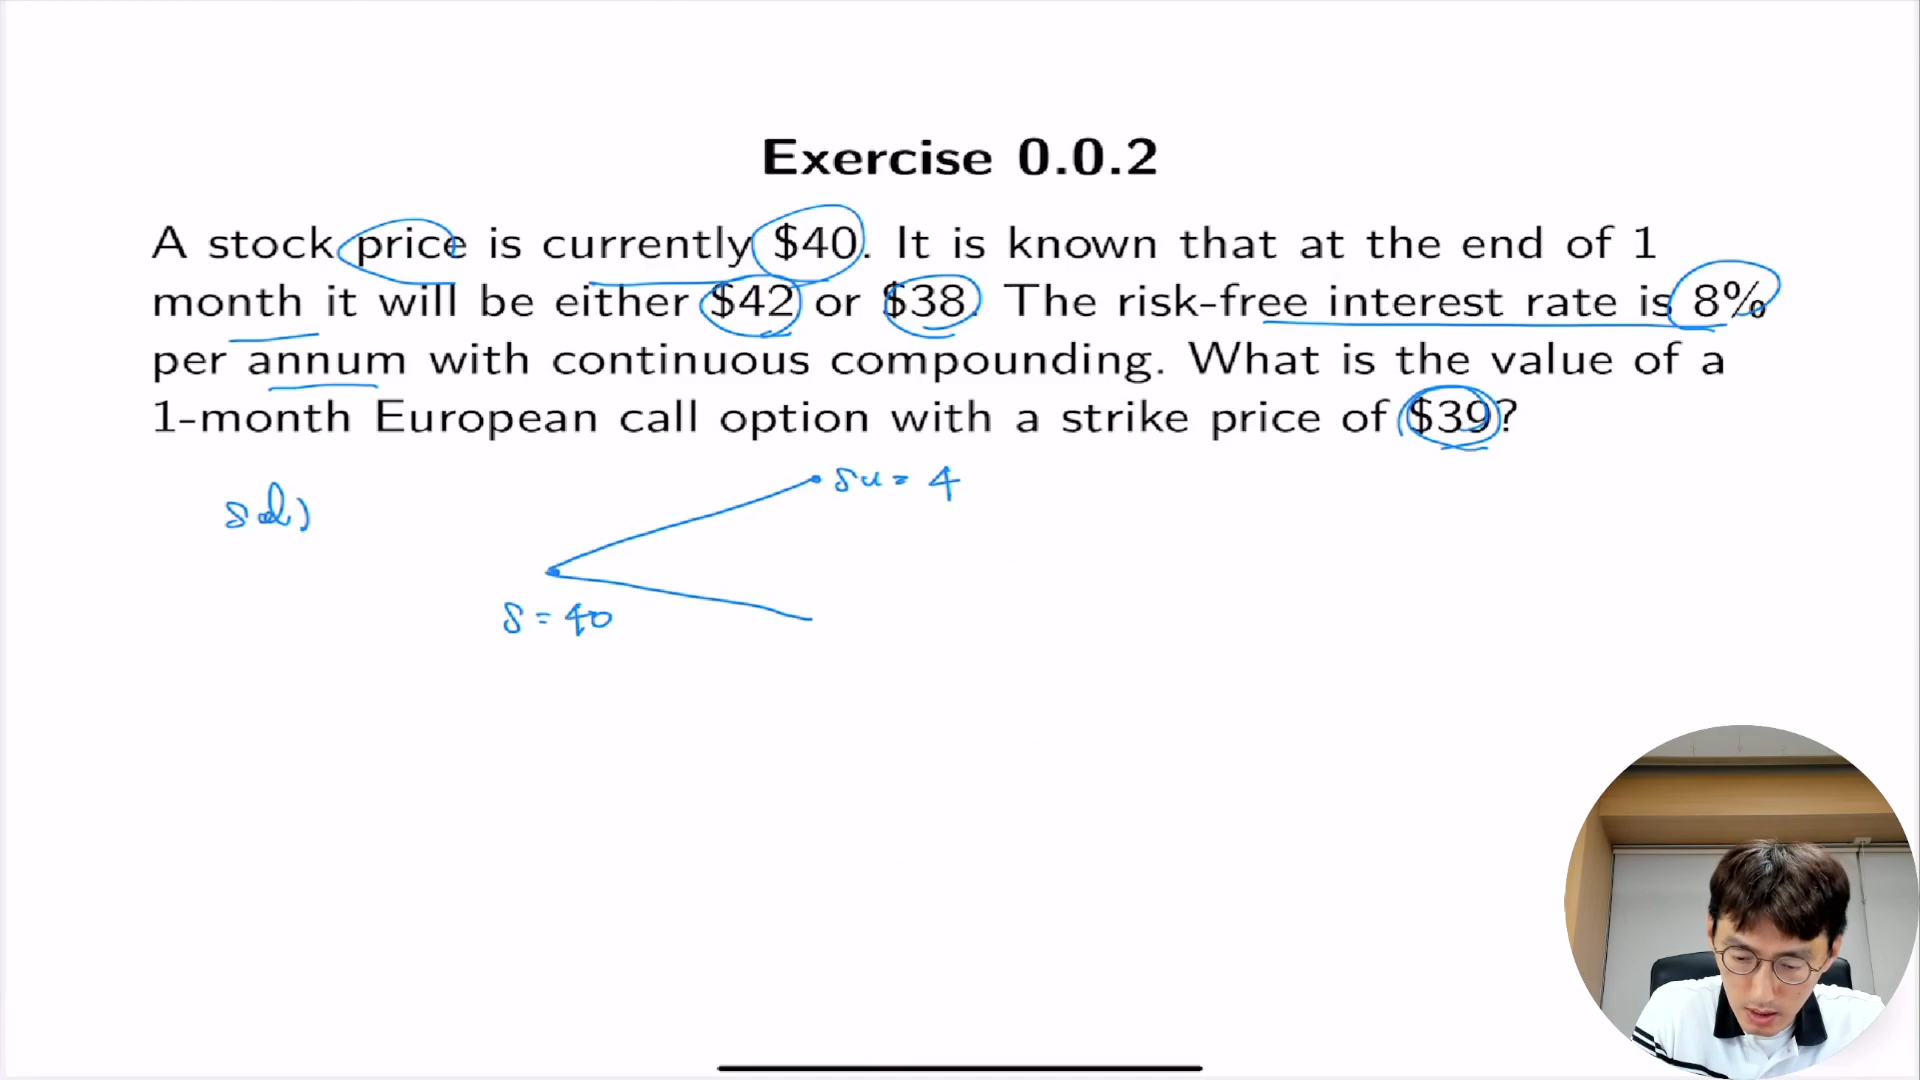 Exercise 0.0.2
A stock price is currently $40. It is known that at the end of 1
month it will be either $42 or $38. The risk-free interest rate is 8%
per annum with continuous compounding. What is the value of a
1-month European call option with a strike price of $39?
Sol)
Su = 4
S = 40